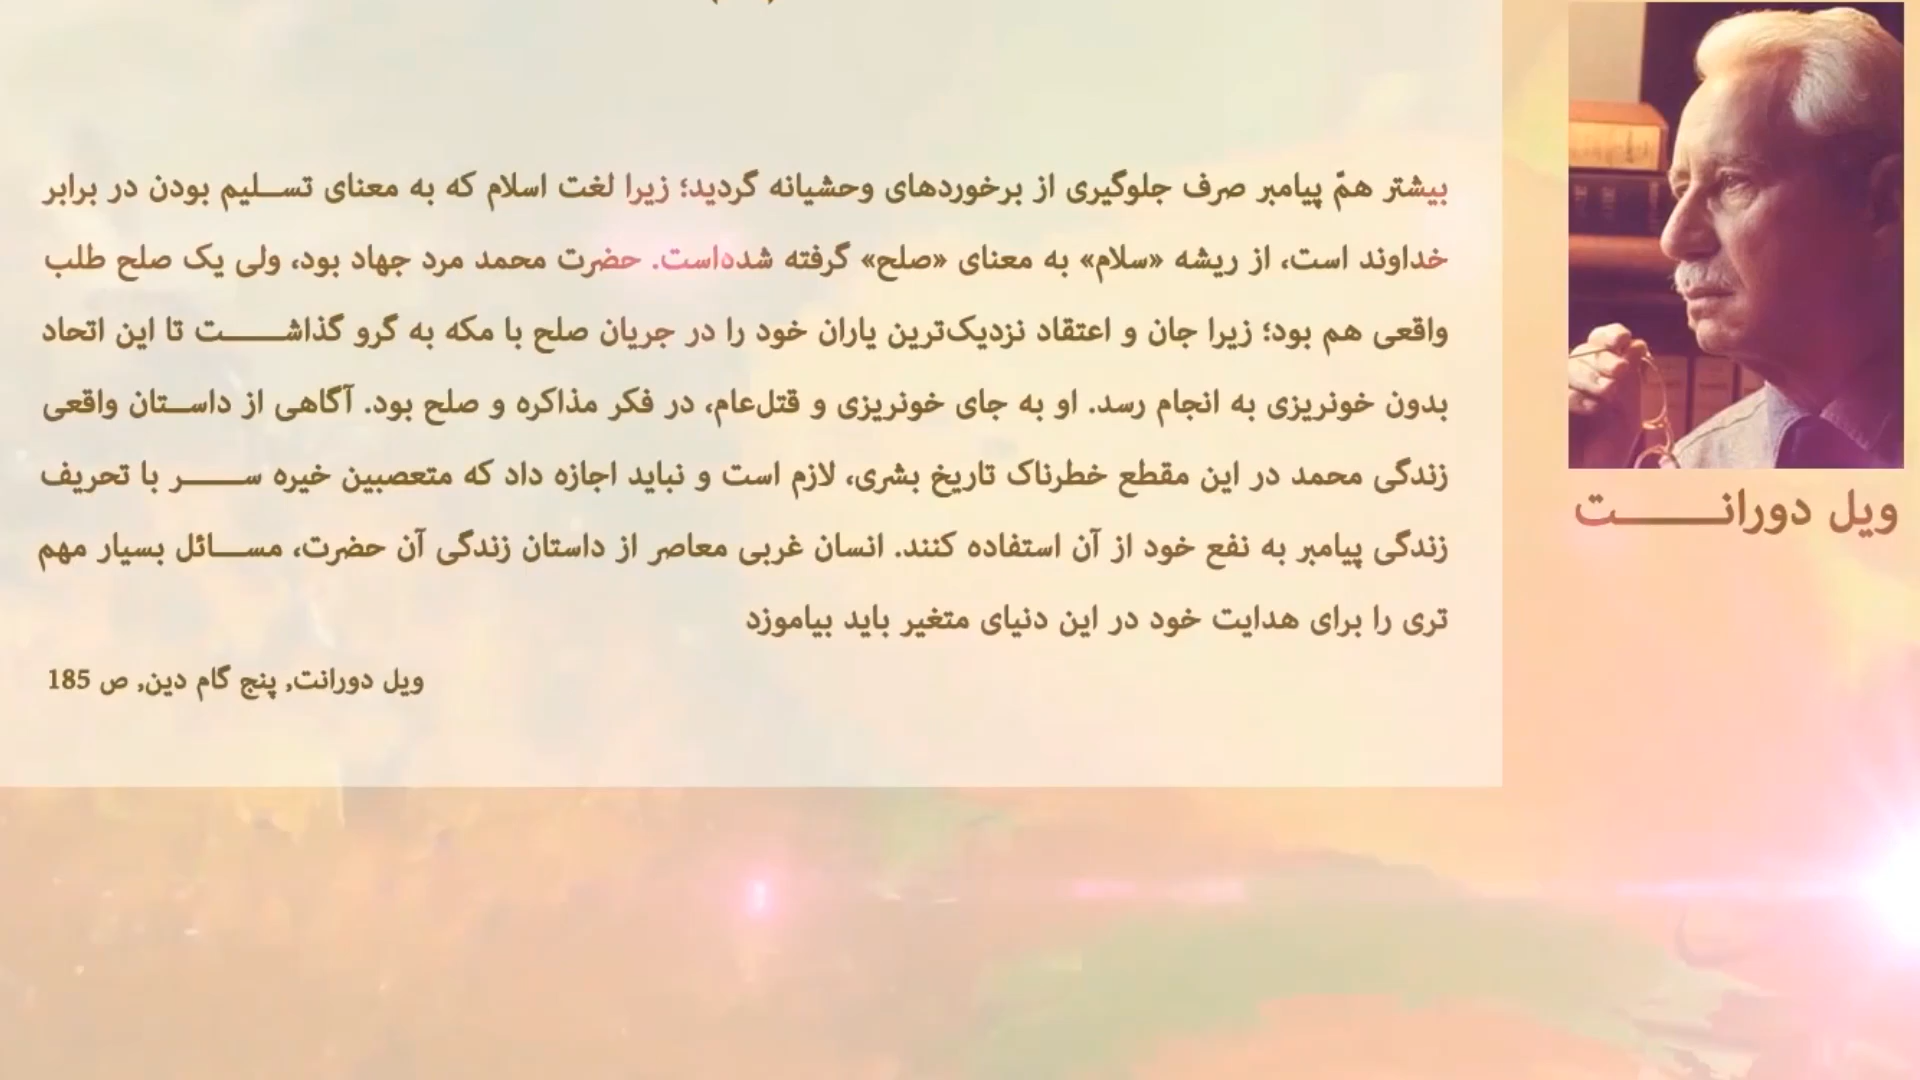 بیشتر همّ پیامبر صرف جلوگیری از برخوردهای وحشیانه گردید؛ زیرا لغت اسلام که به معنای تسلیم بودن در برابر
خداوند است، از ریشه «سلام» به معنای «صلح» گرفته شده‌است. حضرت محمد مرد جهاد بود، ولی یک صلح طلب
واقعی هم بود؛ زیرا جان و اعتقاد نزدیک‌ترین یاران خود را در جریان صلح با مکه به گرو گذاشت تا این اتحاد
بدون خونریزی به انجام رسد. او به جای خونریزی و قتل‌عام، در فکر مذاکره و صلح بود. آگاهی از داستان واقعی
زندگی محمد در این مقطع خطرناک تاریخ بشری، لازم است و نباید اجازه داد که متعصبین خیره سر با تحریف
زندگی پیامبر به نفع خود از آن استفاده کنند. انسان غربی معاصر از داستان زندگی آن حضرت، مسائل بسیار مهم
تری را برای هدایت خود در این دنیای متغیر باید بیاموزد
ویل دورانت, پنج گام دین, ص 185
ویل دورانت